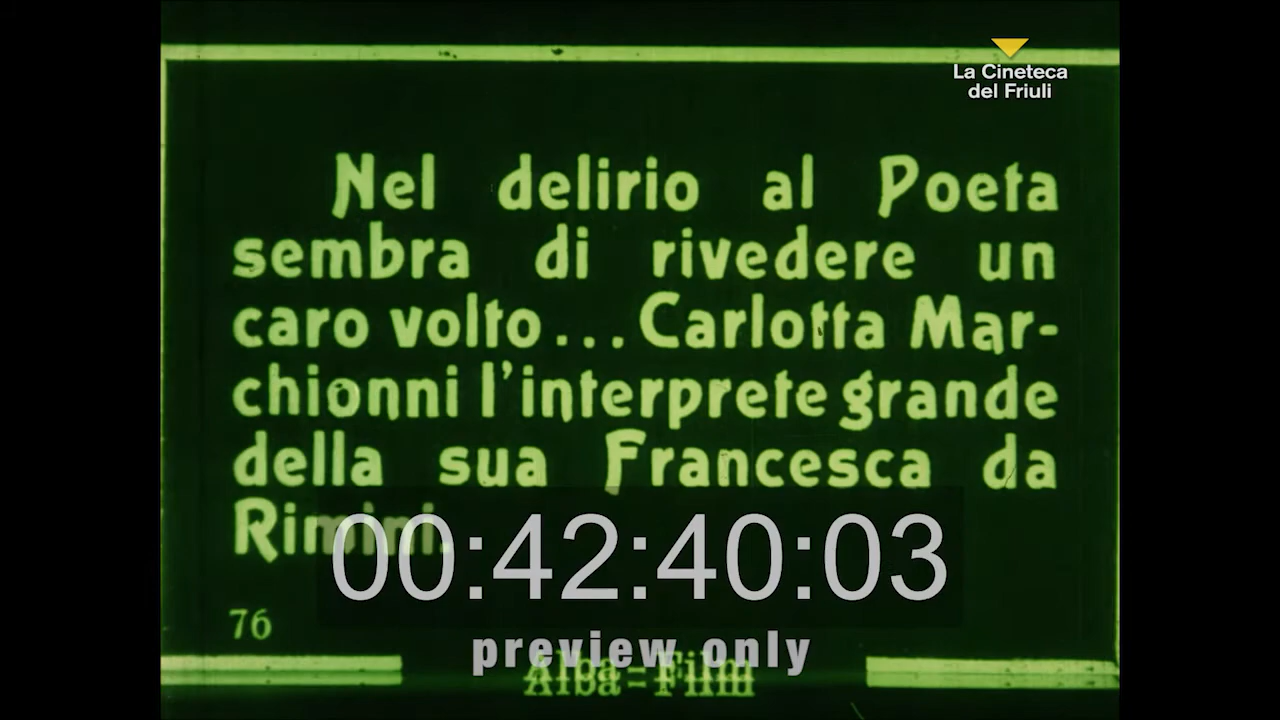 La Cineteca
del Friuli
Nel delirio al Poeta
sembra di rivedere un
caro volto... Carlotta Mar-
chionni l'interprete grande
della sua Francesca da
Rimini.
00:42:40:03
76
preview only
Alba=Film